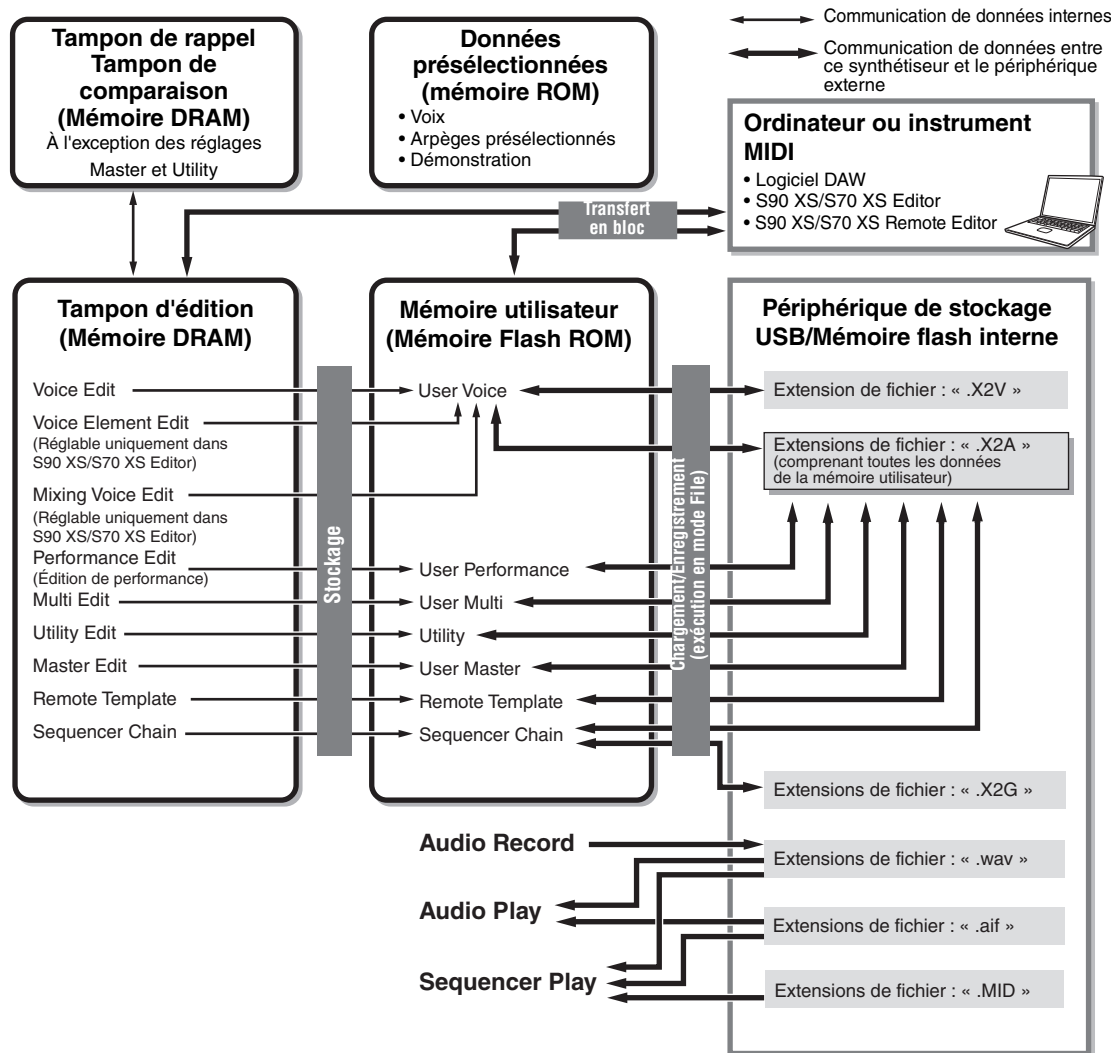 Communication de données internes
Communication de données entre
ce synthétiseur et le périphérique
externe
Tampon de rappel
Tampon de
comparaison
(Mémoire DRAM)
À l'exception des réglages
Master et Utility
Données
présélectionnées
(mémoire ROM)
• Voix
• Arpèges présélectionnés
• Démonstration
Ordinateur ou instrument
MIDI
• Logiciel DAW
• S90 XS/S70 XS Editor
• S90 XS/S70 XS Remote Editor
Transfert
en bloc
Tampon d'édition
(Mémoire DRAM)
Voice Edit
Voice Element Edit
(Réglable uniquement dans
S90 XS/S70 XS Editor)
Mixing Voice Edit
(Réglable uniquement dans
S90 XS/S70 XS Editor)
Performance Edit
(Édition de performance)
Multi Edit
Utility Edit
Master Edit
Remote Template
Sequencer Chain
Stockage
Mémoire utilisateur
(Mémoire Flash ROM)
User Voice
User Performance
User Multi
Utility
User Master
Remote Template
Sequencer Chain
Chargement/Enregistrement
(exécution en mode File)
Périphérique de stockage
USB/Mémoire flash interne
Extension de fichier : « .X2V »
Extensions de fichier : « .X2A »
(comprenant toutes les données
de la mémoire utilisateur)
Extensions de fichier : « .X2G »
Audio Record
Extensions de fichier : « .wav »
Audio Play
Extensions de fichier : « .aif »
Sequencer Play
Extensions de fichier : « .MID »